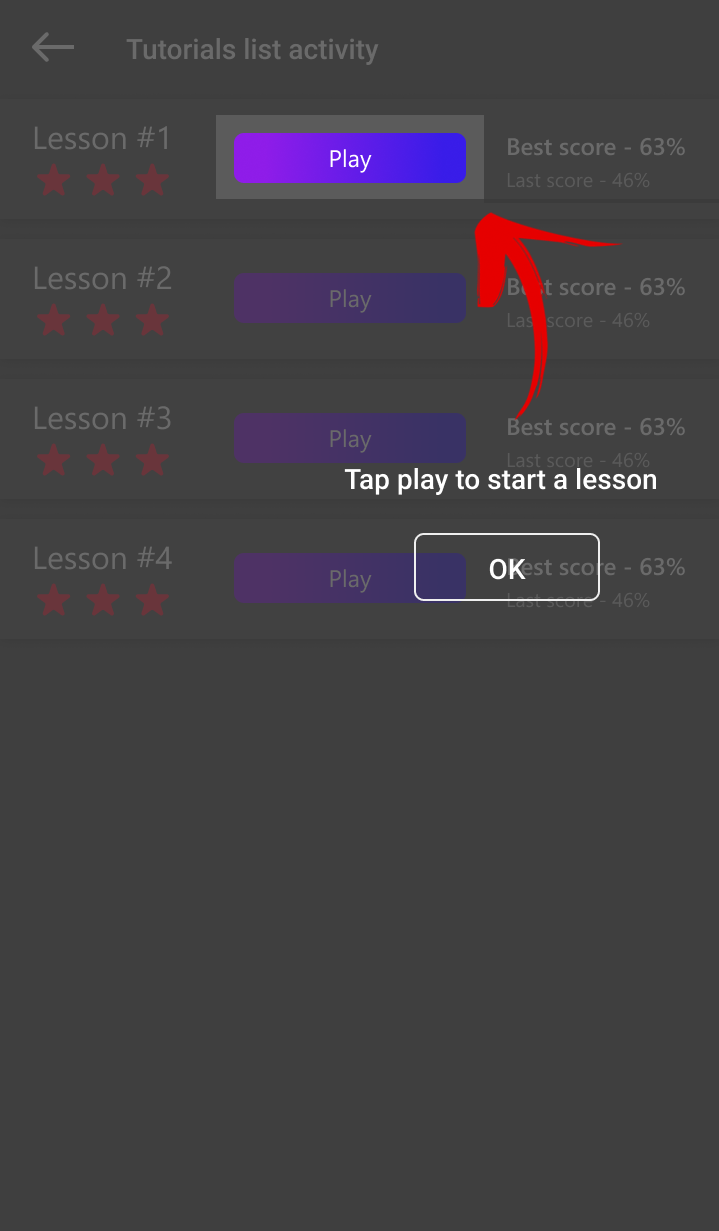 Tutorials list activity
Lesson #1
Play
Best score - 63%
Last score - 46%
Lesson #2
Play
Best score - 63%
Last score - 46%
Lesson #3
Play
Best score - 63%
Last score - 46%
Tap play to start a lesson
Lesson #4
Play
OK
Best score - 63%
Last score - 46%